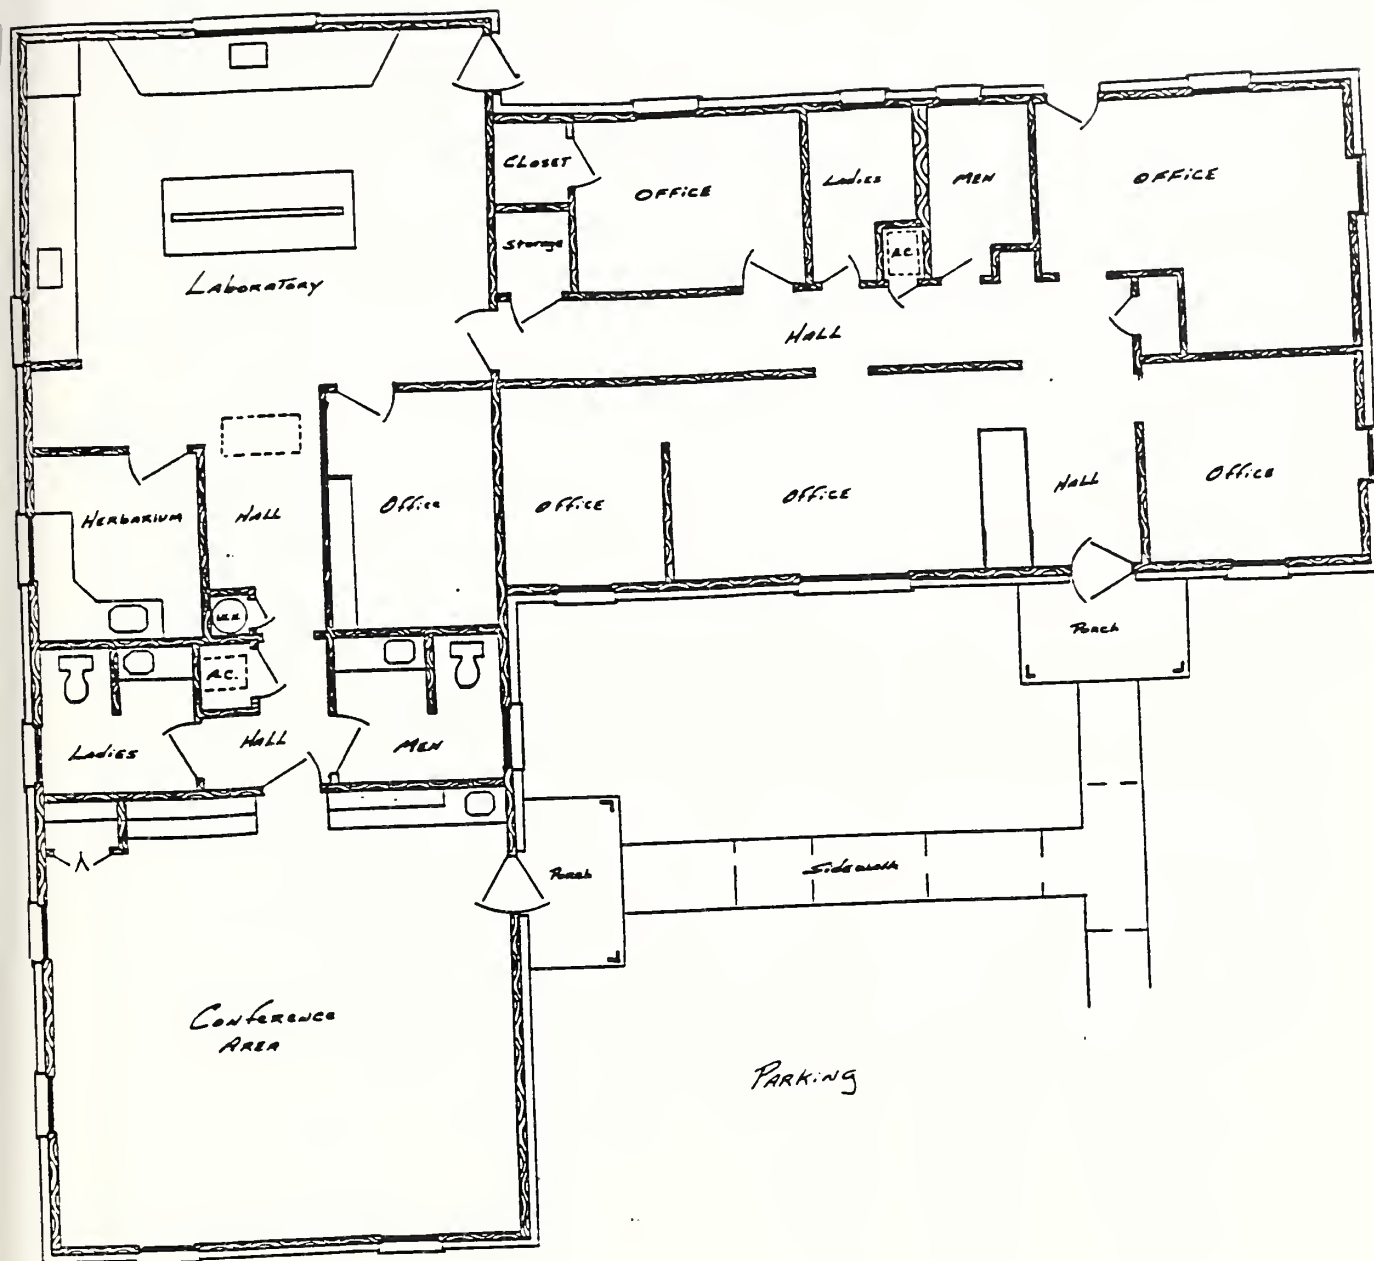 CLOSET
OFFICE
Ladies
MEN
OFFICE
Storage
A.C.
LABORATORY
HALL
HERBARIUM
HALL
Office
OFFICE
OFFICE
HALL
OFFICE
A.C.
Porch
LADIES
HALL
MEN
Porch
Sidewalk
CONFERENCE
AREA
PARKING